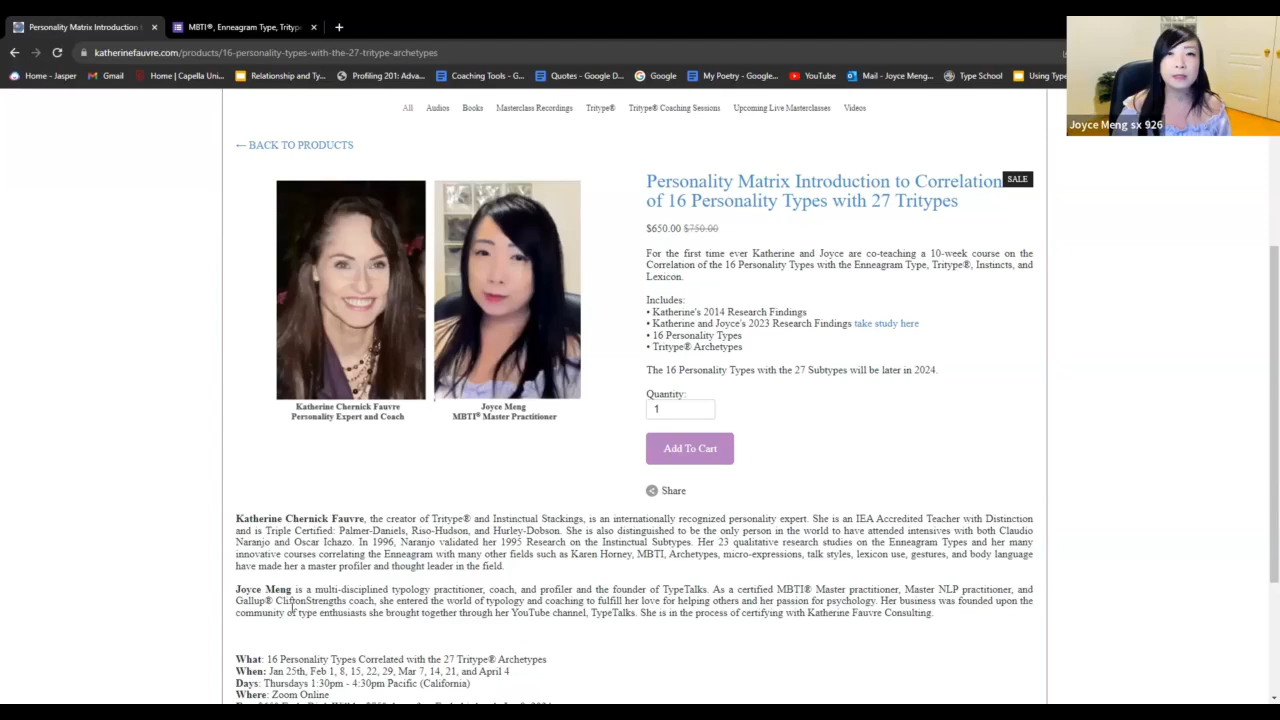 Personality Matrix Introduction t
MBTI®, Enneagram Type, Tritype
katherinefauvre.com/products/16-personality-types-with-the-27-tritype-archetypes
Home - Jasper
Gmail
Home | Capella Uni...
Relationship and Ty...
Profiling 201: Adva...
Coaching Tools - G...
Quotes - Google D...
Google
My Poetry - Google...
YouTube
Mail - Joyce Meng...
Type School
Using Type
Joyce Meng sx 926
All
Audios
Books
Masterclass Recordings
Tritype®
Tritype® Coaching Sessions
Upcoming Live Masterclasses
Videos
← BACK TO PRODUCTS
Katherine Chernick Fauvre
Personality Expert and Coach
Joyce Meng
MBTI® Master Practitioner
Personality Matrix Introduction to Correlation
SALE
of 16 Personality Types with 27 Tritypes
$650.00 $750.00
For the first time ever Katherine and Joyce are co-teaching a 10-week course on the
Correlation of the 16 Personality Types with the Enneagram Type, Tritype®, Instincts, and
Lexicon.
Includes:
• Katherine's 2014 Research Findings
• Katherine and Joyce's 2023 Research Findings take study here
• 16 Personality Types
• Tritype® Archetypes
The 16 Personality Types with the 27 Subtypes will be later in 2024.
Quantity:
1
Add To Cart
Share
Katherine Chernick Fauvre, the creator of Tritype® and Instinctual Stackings, is an internationally recognized personality expert. She is an IEA Accredited Teacher with Distinction
and is Triple Certified: Palmer-Daniels, Riso-Hudson, and Hurley-Dobson. She is also distinguished to be the only person in the world to have attended intensives with both Claudio
Naranjo and Oscar Ichazo. In 1996, Naranjo validated her 1995 Research on the Instinctual Subtypes. Her 23 qualitative research studies on the Enneagram Types and her many
innovative courses correlating the Enneagram with many other fields such as Karen Horney, MBTI, Archetypes, micro-expressions, talk styles, lexicon use, gestures, and body language
have made her a master profiler and thought leader in the field.
Joyce Meng is a multi-disciplined typology practitioner, coach, and profiler and the founder of TypeTalks. As a certified MBTI® Master practitioner, Master NLP practitioner, and
Gallup® CliftonStrengths coach, she entered the world of typology and coaching to fulfill her love for helping others and her passion for psychology. Her business was founded upon the
community of type enthusiasts she brought together through her YouTube channel, TypeTalks. She is in the process of certifying with Katherine Fauvre Consulting.
What: 16 Personality Types Correlated with the 27 Tritype® Archetypes
When: Jan 25th, Feb 1, 8, 15, 22, 29, Mar 7, 14, 21, and April 4
Days: Thursdays 1:30pm - 4:30pm Pacific (California)
Where: Zoom Online